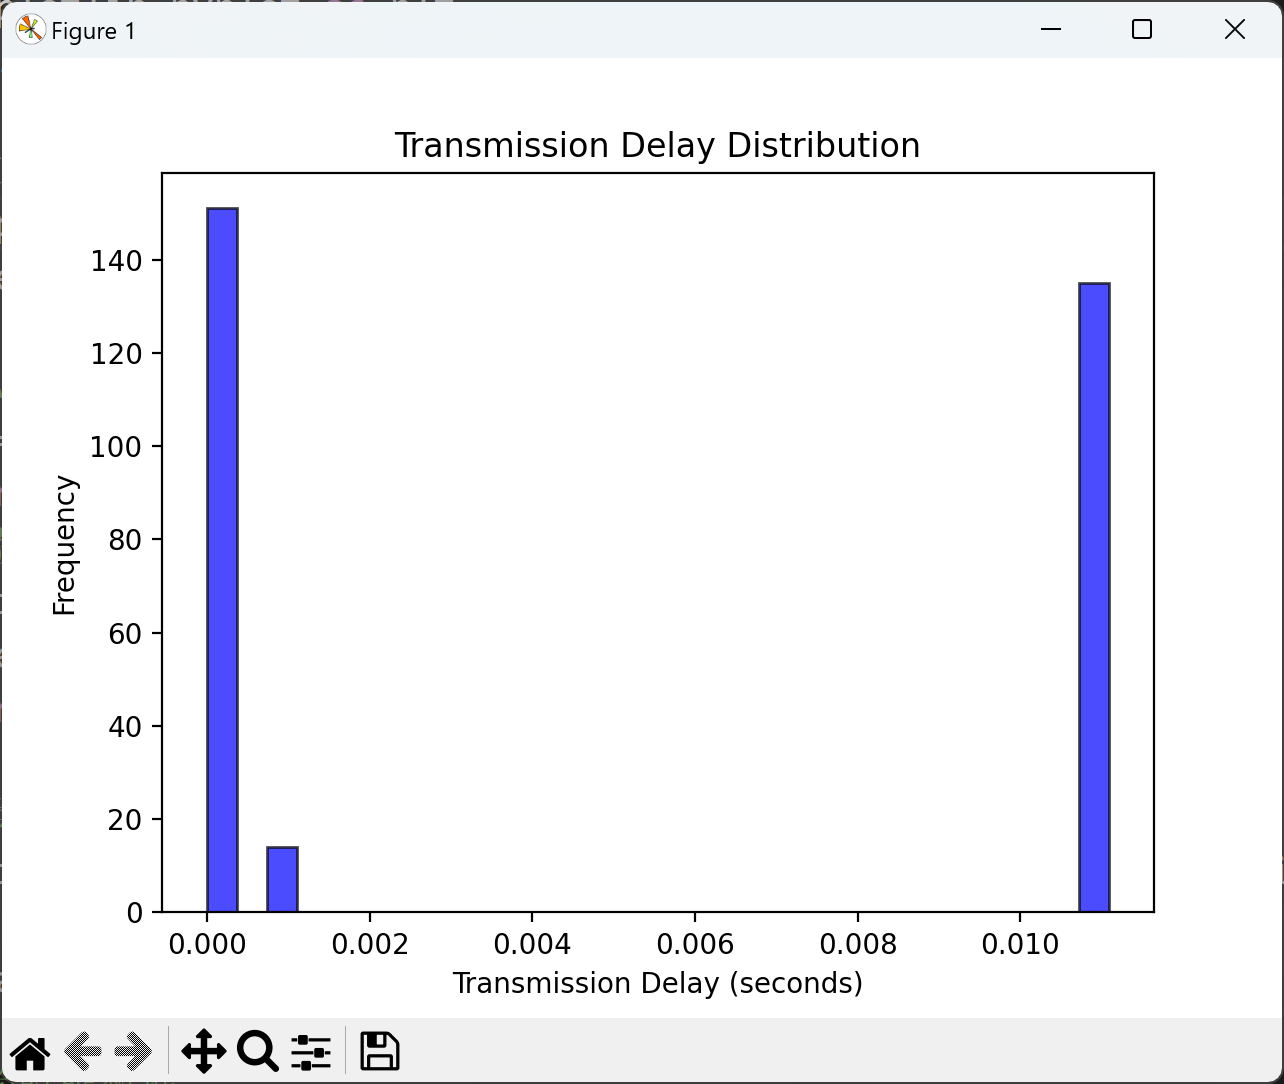 Figure 1
Transmission Delay Distribution
140
120
100
80
60
40
20
0
Frequency
0.000 0.002 0.004 0.006 0.008 0.010
Transmission Delay (seconds)